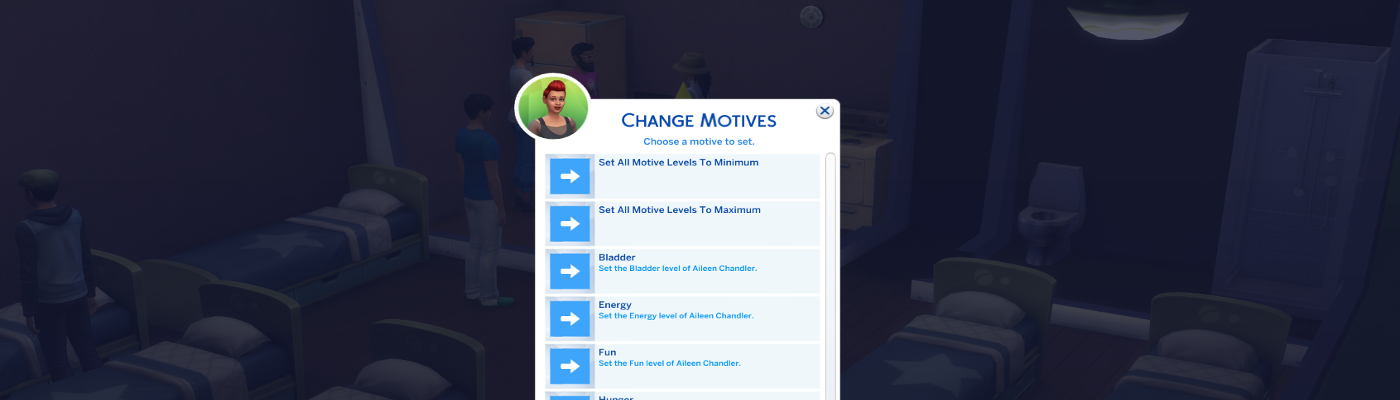 Change Motives
Choose a motive to set.
Set All Motive Levels To Minimum
Set All Motive Levels To Maximum
Bladder
Set the Bladder level of Aileen Chandler.
Energy
Set the Energy level of Aileen Chandler.
Fun
Set the Fun level of Aileen Chandler.
Hunger